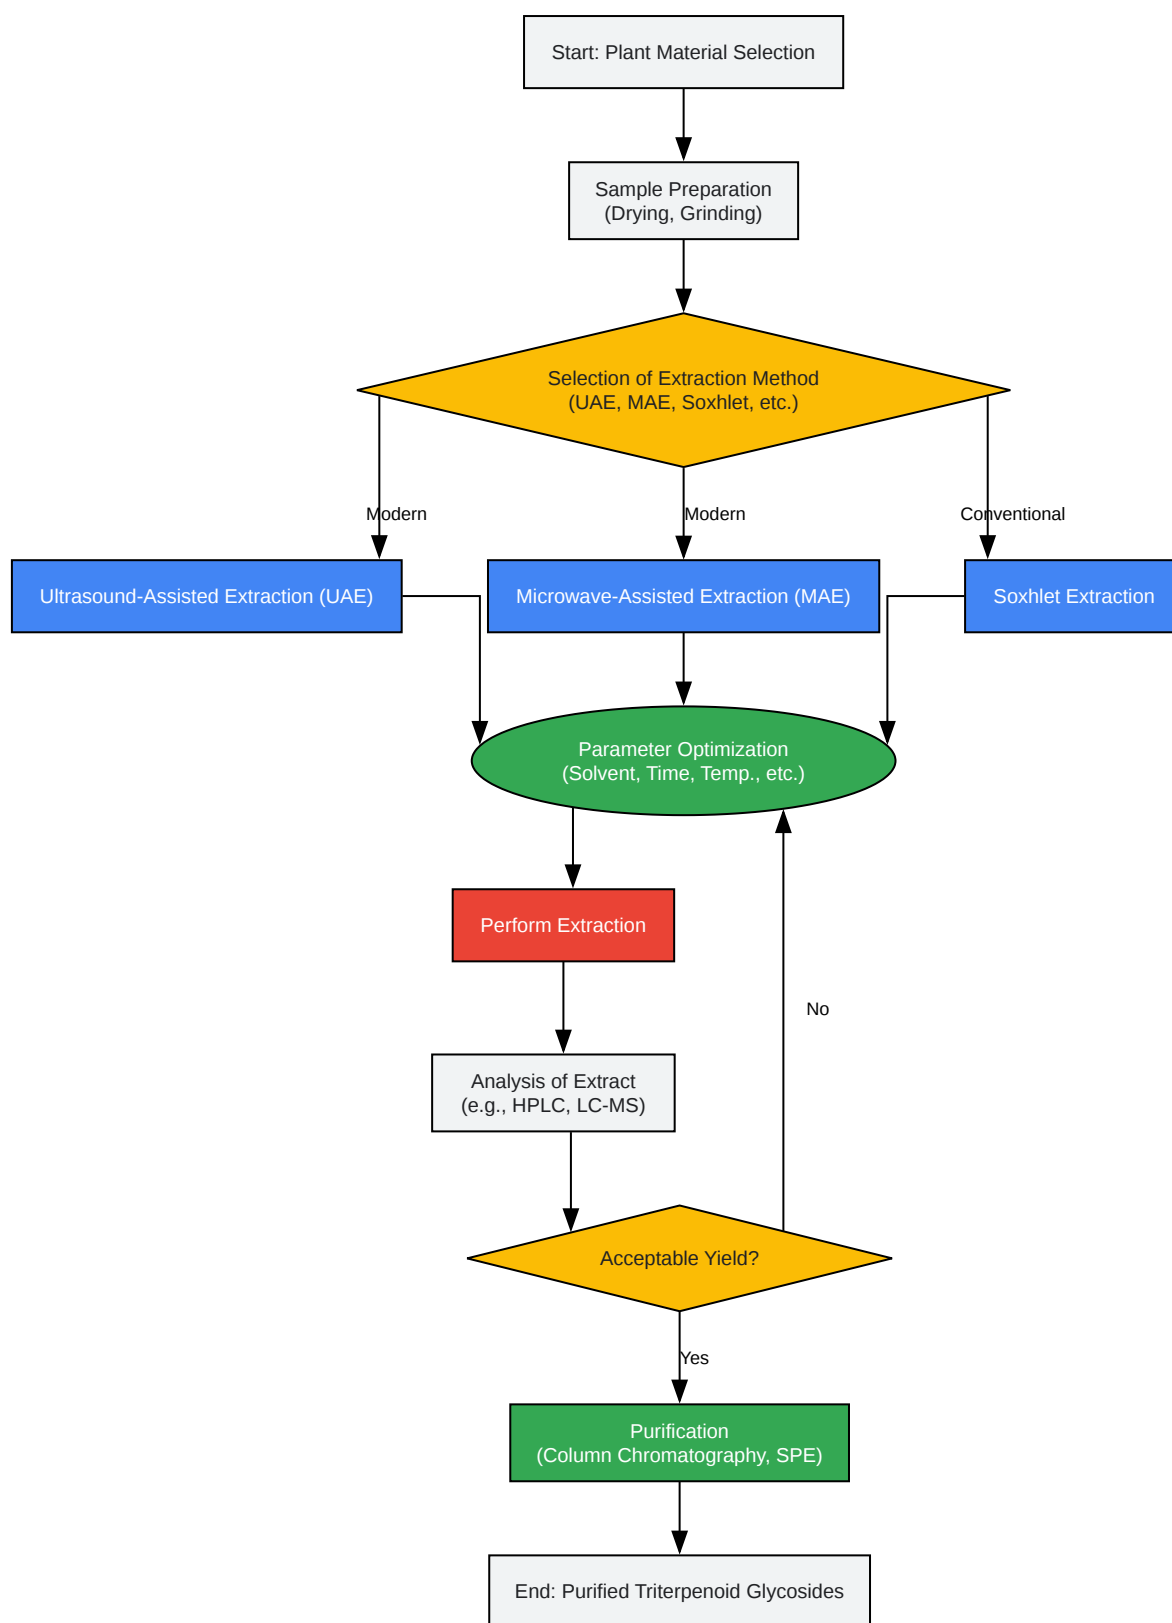 Start: Plant Material Selection
Sample Preparation
(Drying, Grinding)
Selection of Extraction Method
(UAE, MAE, Soxhlet, etc.)
Modern
Modern
Conventional
Ultrasound-Assisted Extraction (UAE)
Microwave-Assisted Extraction (MAE)
Soxhlet Extraction
Parameter Optimization
(Solvent, Time, Temp., etc.)
Perform Extraction
No
Analysis of Extract
(e.g., HPLC, LC-MS)
Acceptable Yield?
Yes
Purification
(Column Chromatography, SPE)
End: Purified Triterpenoid Glycosides